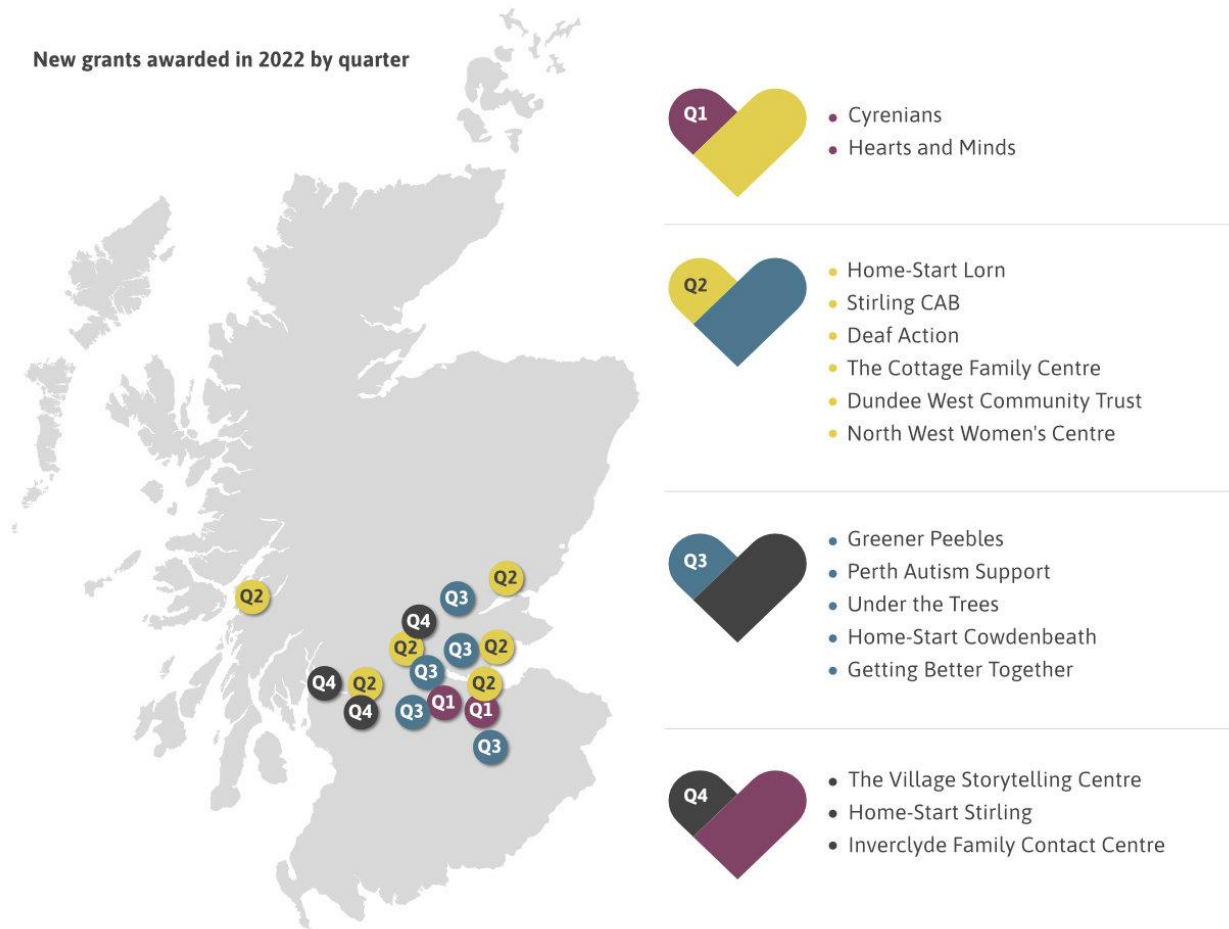 New grants awarded in 2022 by quarter
Q1
Cyrenians
Hearts and Minds
Q2
Home-Start Lorn
Stirling CAB
Deaf Action
The Cottage Family Centre
Dundee West Community Trust
North West Women's Centre
Q3
Greener Peebles
Perth Autism Support
Under the Trees
Home-Start Cowdenbeath
Getting Better Together
Q4
The Village Storytelling Centre
Home-Start Stirling
Inverclyde Family Contact Centre
Q2
Q2
Q3
Q4
Q2
Q3
Q2
Q3
Q4
Q2
Q2
Q4
Q3
Q1
Q1
Q3